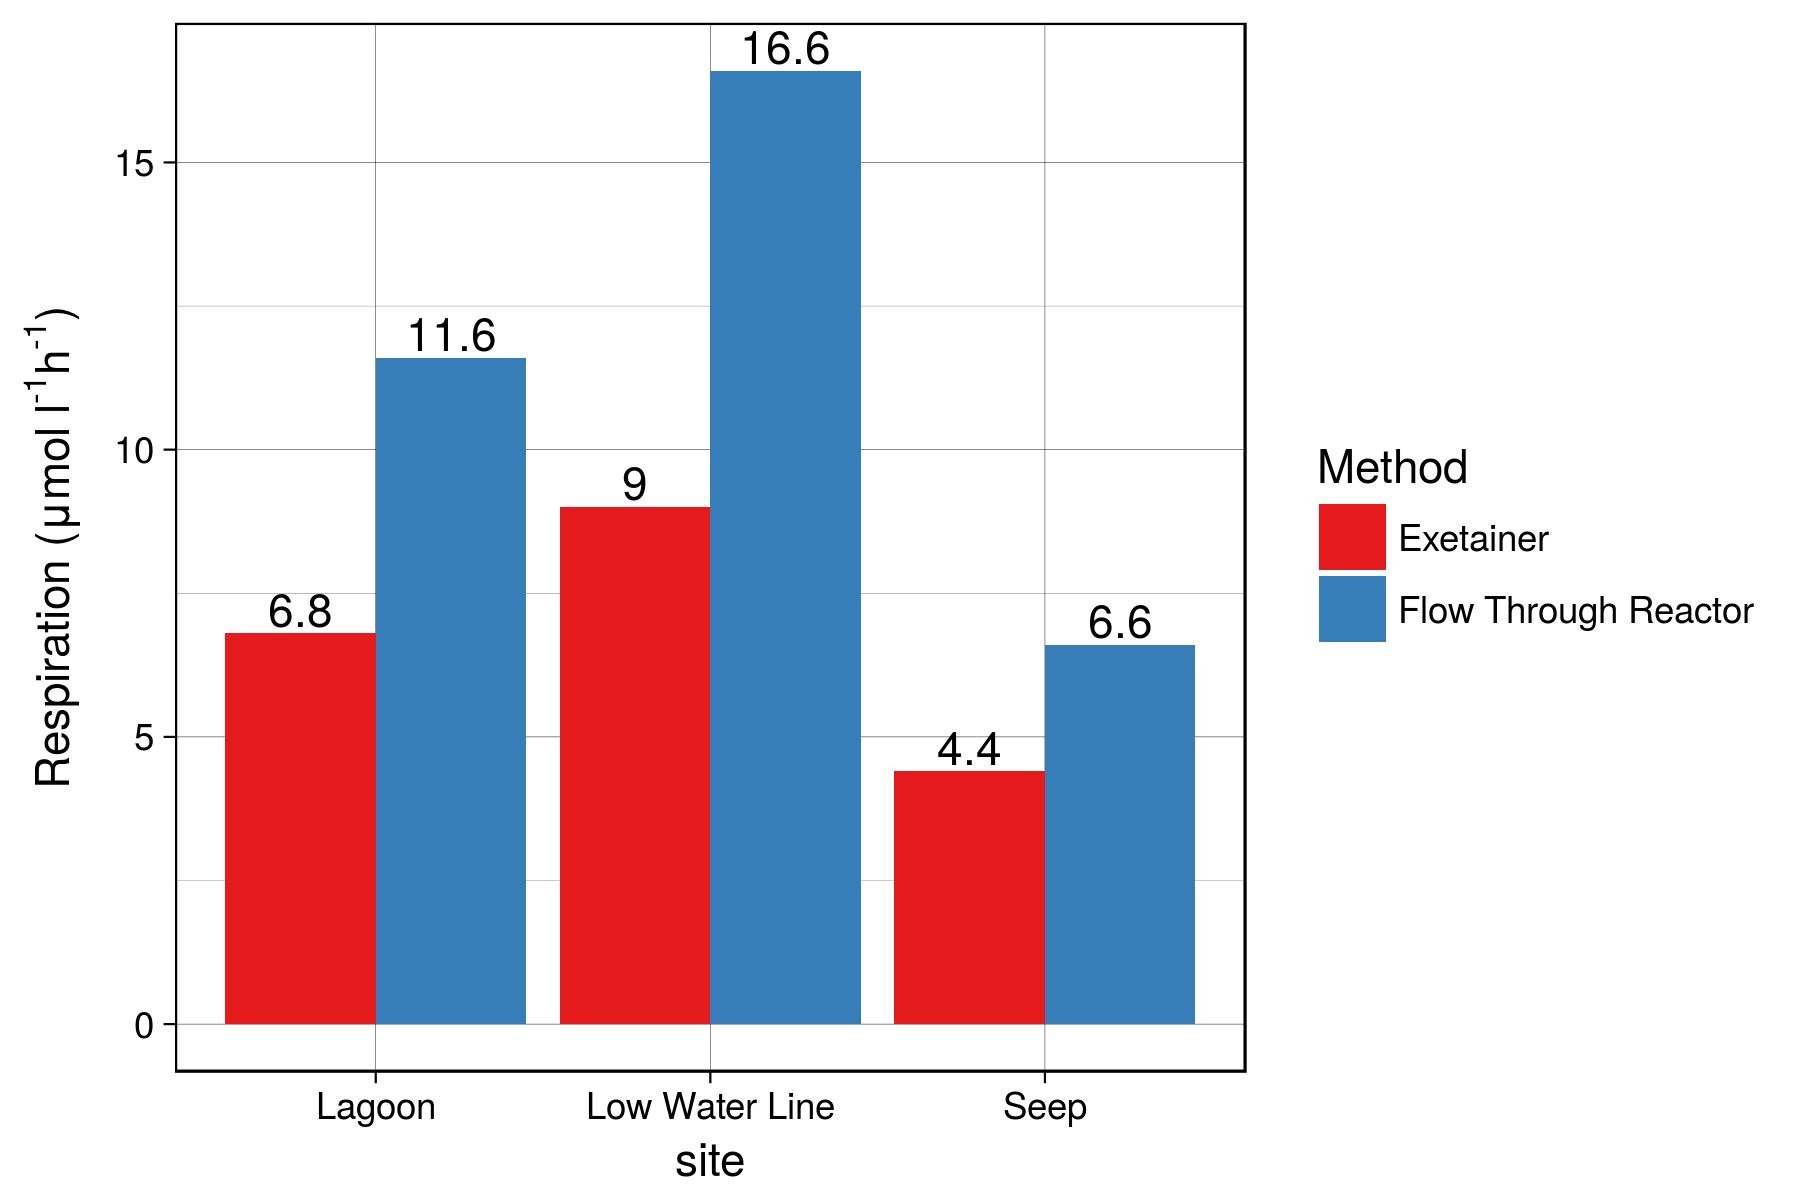 Respiration (µmol l⁻¹h⁻¹)
15
10
5
0
6.8
11.6
9
16.6
4.4
6.6
Lagoon
Low Water Line
Seep
site
Method
Exetainer
Flow Through Reactor